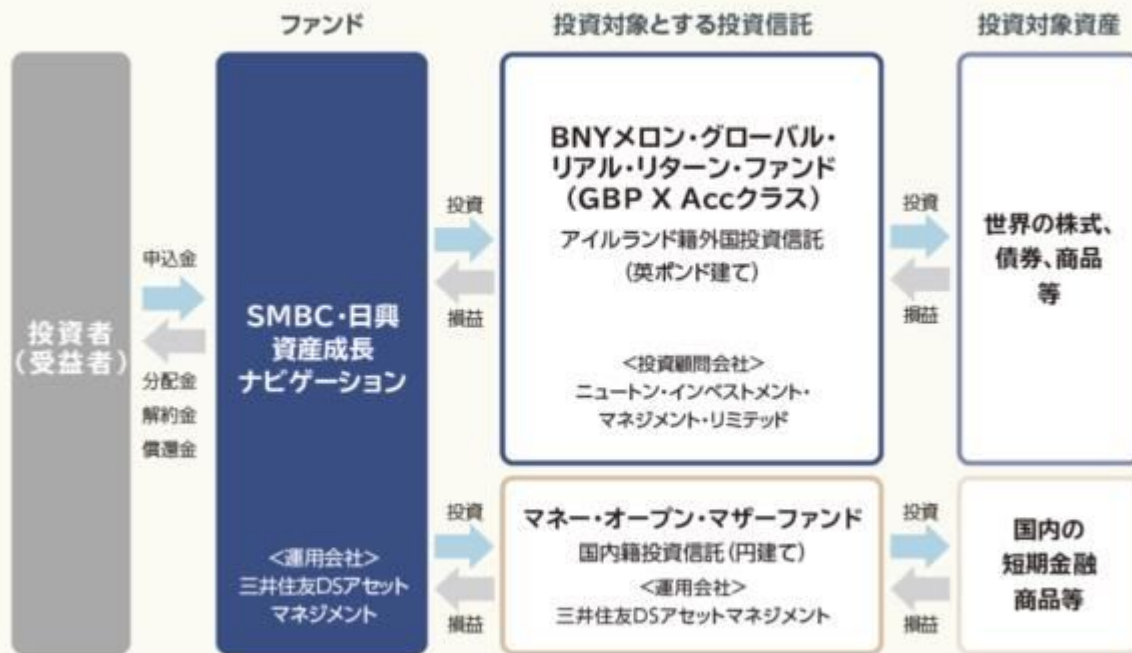 ファンド
投資対象とする投資信託
投資対象資産
投資者
(受益者)
申込金
分配金
解約金
償還金
SMBC・日興
資産成長
ナビゲーション
<運用会社>
三井住友DSアセット
マネジメント
投資
損益
BNYメロン・グローバル・
リアル・リターン・ファンド
(GBP X Accクラス)
アイルランド籍外国投資信託
(英ポンド建て)
<投資顧問会社>
ニュートン・インベストメント・
マネジメント・リミテッド
投資
損益
世界の株式、
債券、商品
等
投資
損益
マネー・オープン・マザーファンド
国内籍投資信託(円建て)
<運用会社>
三井住友DSアセットマネジメント
投資
損益
国内の
短期金融
商品等